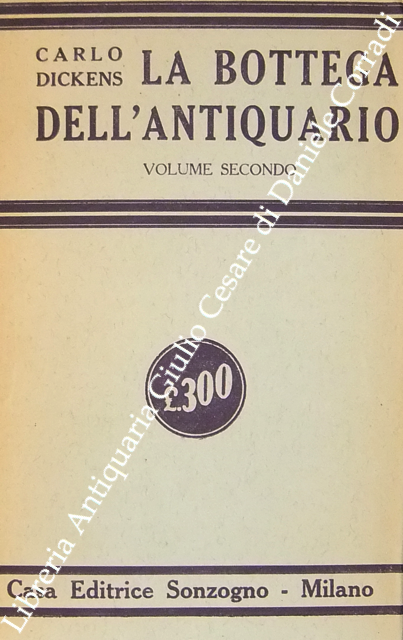 CARLO
DICKENS
LA BOTTEGA
DELL'ANTIQUARIO
VOLUME SECONDO
£.300
Casa Editrice Sonzogno - Milano
Libreria Antiquaria Giulio Cesare di Daniele Corradi